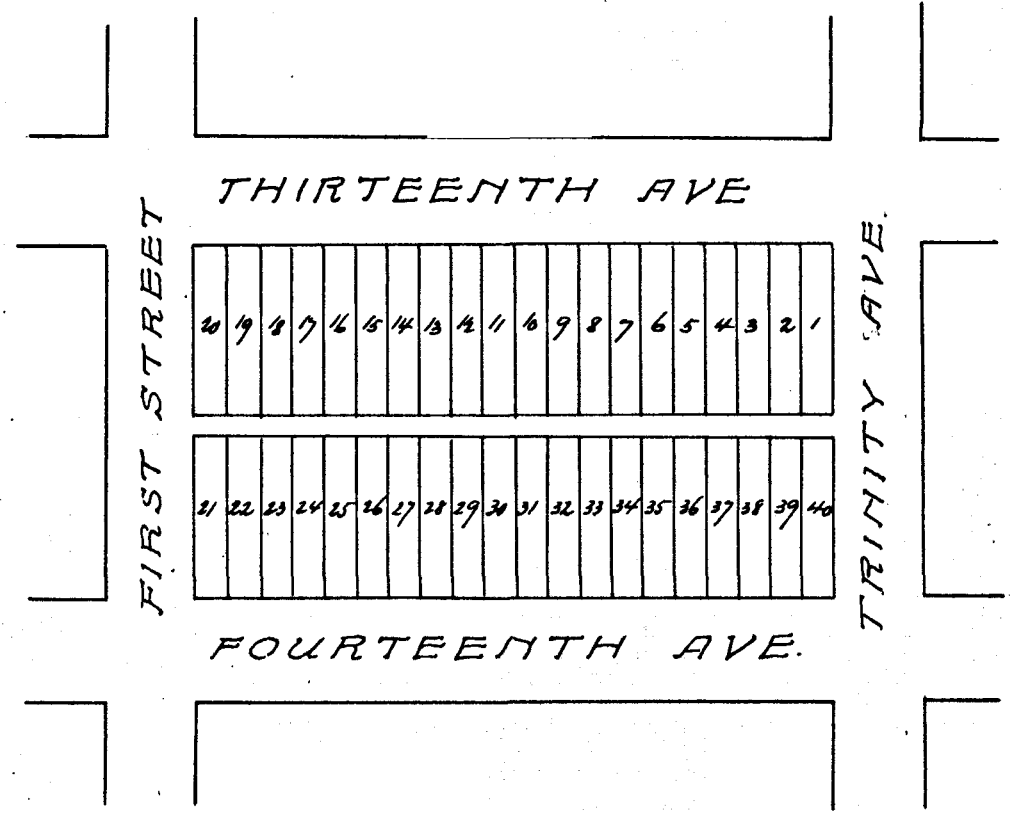 THIRTEENTH AVE
FIRST STREET
TRINITY AVE.
20 19 18 17 16 15 14 13 12 11 10 9 8 7 6 5 4 3 2 1
21 22 23 24 25 26 27 28 29 30 31 32 33 34 35 36 37 38 39 40
FOURTEENTH AVE.